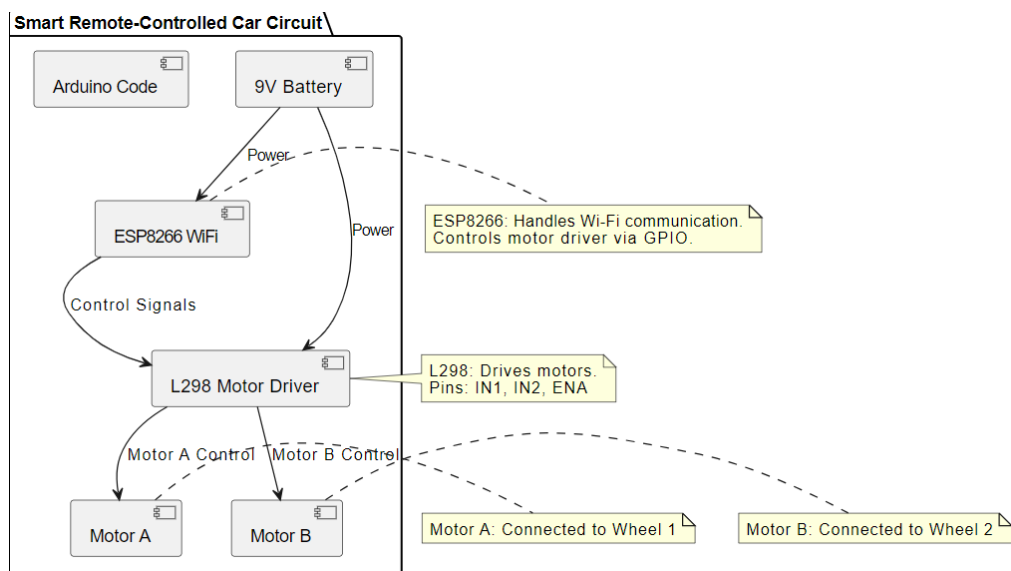 Smart Remote-Controlled Car Circuit
Arduino Code
9V Battery
Power
ESP8266 WiFi
ESP8266: Handles Wi-Fi communication.
Controls motor driver via GPIO.
Power
Control Signals
L298 Motor Driver
L298: Drives motors.
Pins: IN1, IN2, ENA
Motor A Control
Motor B Control
Motor A
Motor B
Motor A: Connected to Wheel 1
Motor B: Connected to Wheel 2